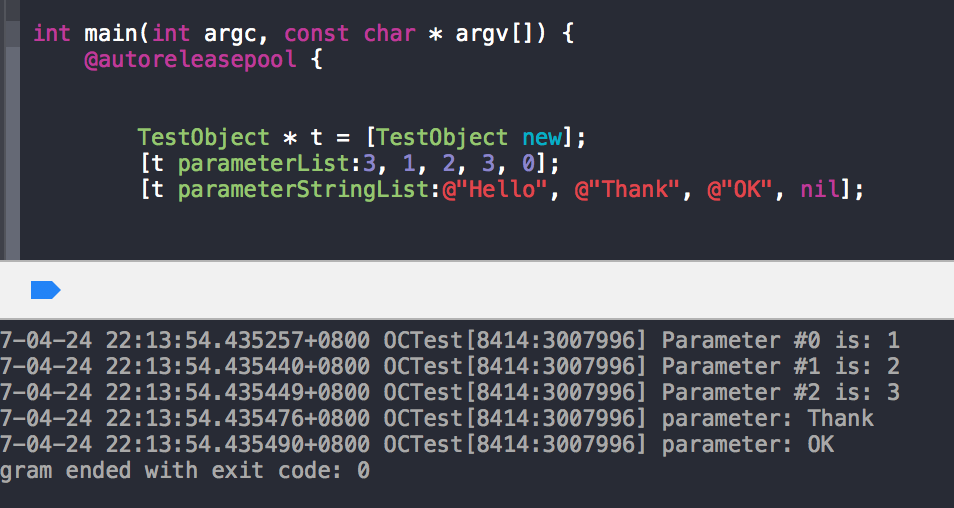 int main(int argc, const char * argv[]) {
@autoreleasepool {
TestObject * t = [TestObject new];
[t parameterList:3, 1, 2, 3, 0];
[t parameterStringList:@"Hello", @"Thank", @"OK", nil];
7-04-24 22:13:54.435257+0800 OCTest[8414:3007996] Parameter #0 is: 1
7-04-24 22:13:54.435440+0800 OCTest[8414:3007996] Parameter #1 is: 2
7-04-24 22:13:54.435449+0800 OCTest[8414:3007996] Parameter #2 is: 3
7-04-24 22:13:54.435476+0800 OCTest[8414:3007996] parameter: Thank
7-04-24 22:13:54.435490+0800 OCTest[8414:3007996] parameter: OK
gram ended with exit code: 0